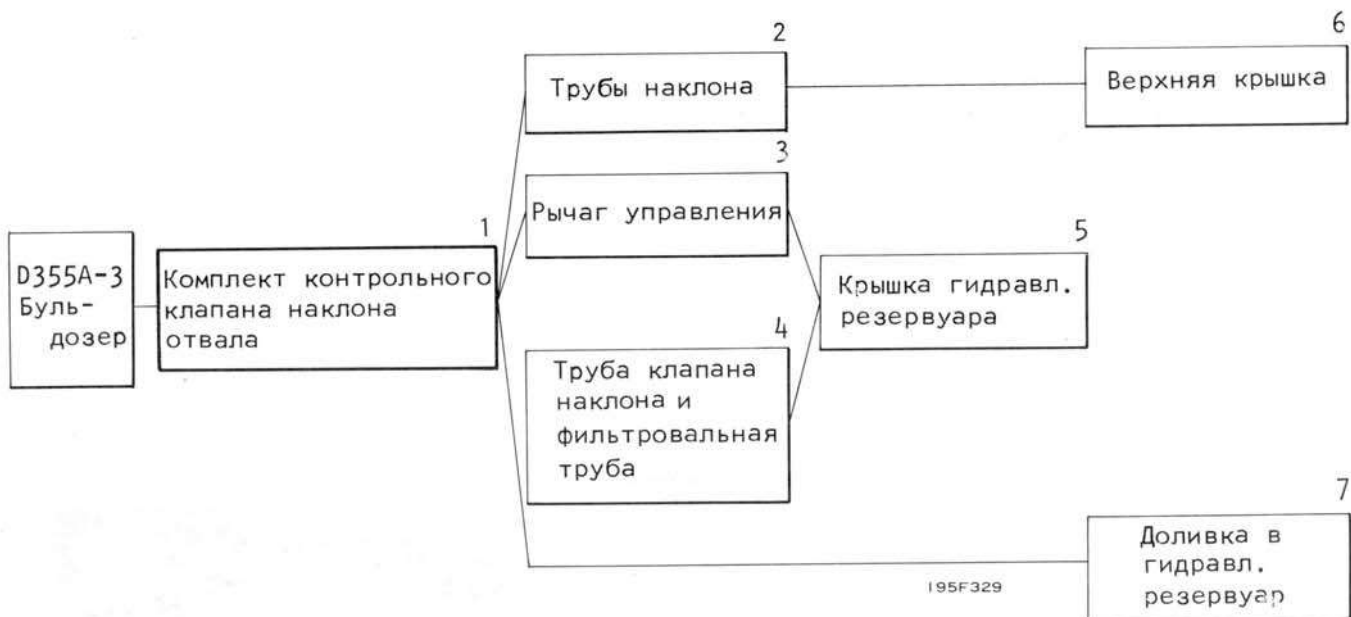 2
Трубы наклона
6
Верхняя крышка
3
Рычаг управления
D355A-3
Буль-
дозер
1
Комплект контрольного
клапана наклона
отвала
5
Крышка гидравл.
резервуара
4
Труба клапана
наклона и
фильтровальная
труба
7
Доливка в
гидравл.
резервуар
195F329